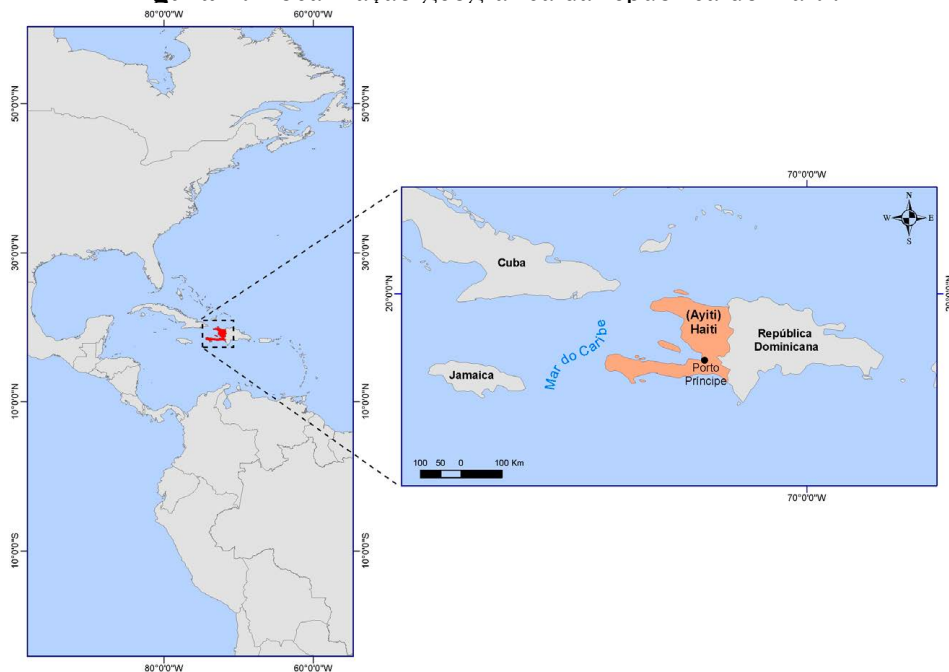 80°0'0"W
60°0'0"W
50°0'0"N
50°0'0"N
30°0'0"N
30°0'0"N
10°0'0"N
10°0'0"N
10°0'0"S
10°0'0"S
80°0'0"W
60°0'0"W
70°0'0"W
N
W
E
S
20°0'0"N
Cuba
(Ayiti)
Haiti
República
Dominicana
Mar do Caribe
Jamaica
Porto
Príncipe
100 50 0 100 Km
70°0'0"W